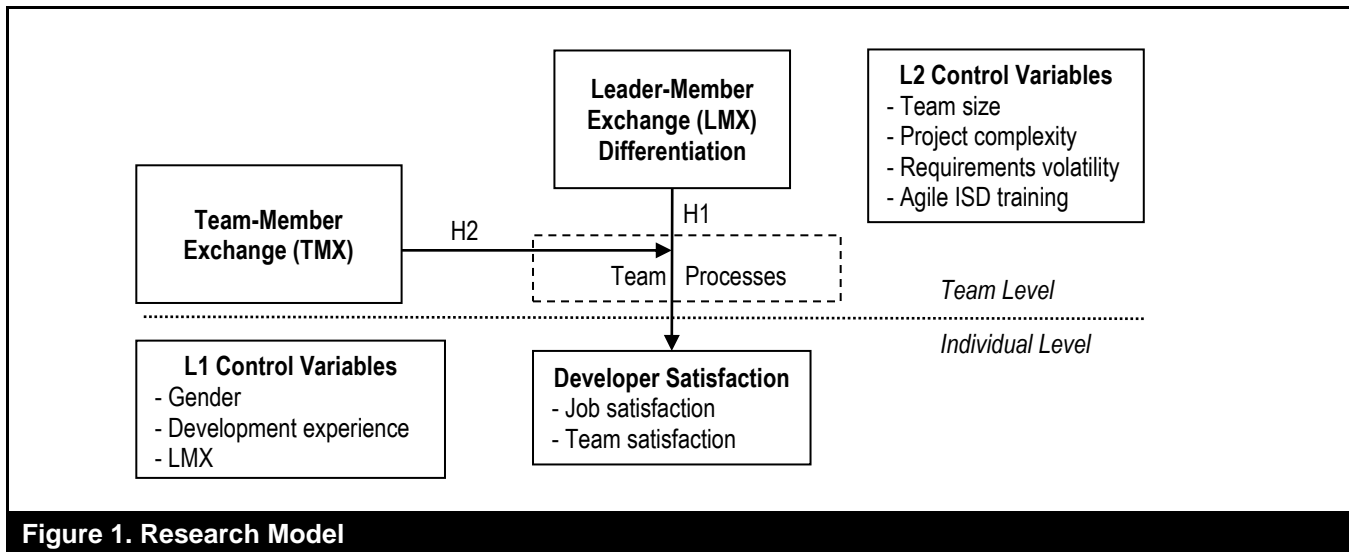 Leader-Member
Exchange (LMX)
Differentiation
L2 Control Variables
- Team size
- Project complexity
- Requirements volatility
- Agile ISD training
Team-Member
Exchange (TMX)
H2
H1
Team Processes
Team Level
Individual Level
L1 Control Variables
- Gender
- Development experience
- LMX
Developer Satisfaction
- Job satisfaction
- Team satisfaction
Figure 1. Research Model